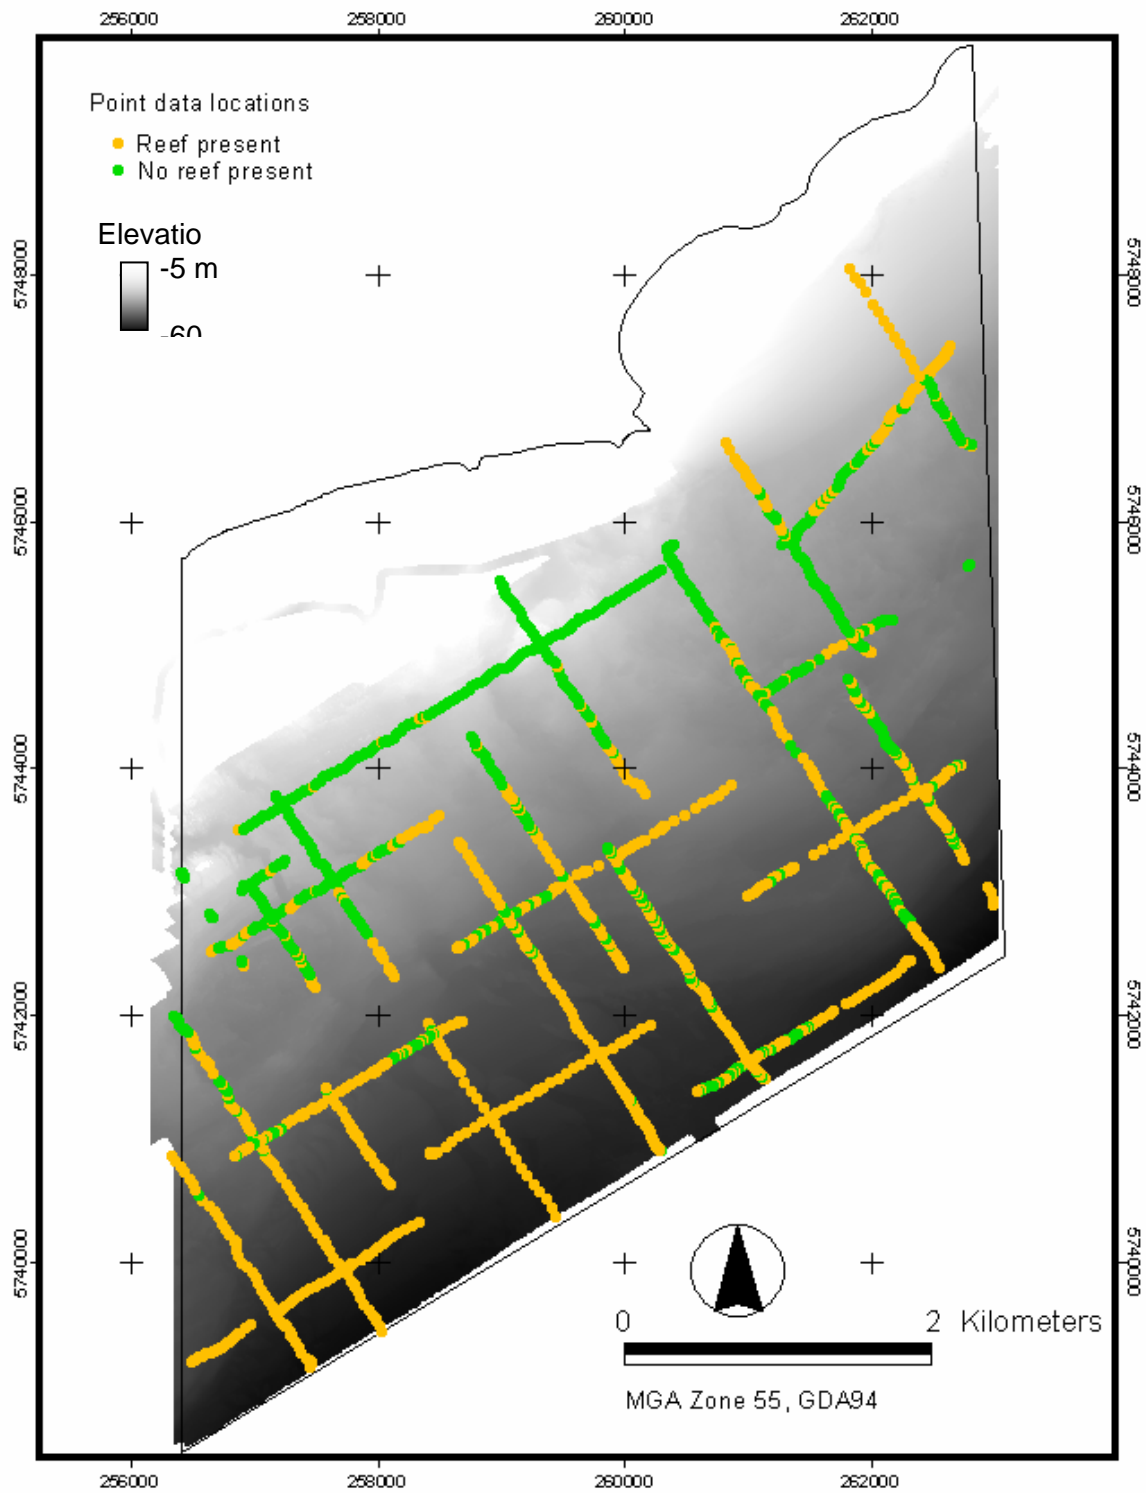 256000 258000 260000 262000
Point data locations
Reef present
No reef present
Elevatio
-5 m
-60
5748000 5748000
5746000 5746000
5744000 5744000
5742000 5742000
5740000 5740000
0 2 Kilometers
MGA Zone 55, GDA94
256000 258000 260000 262000